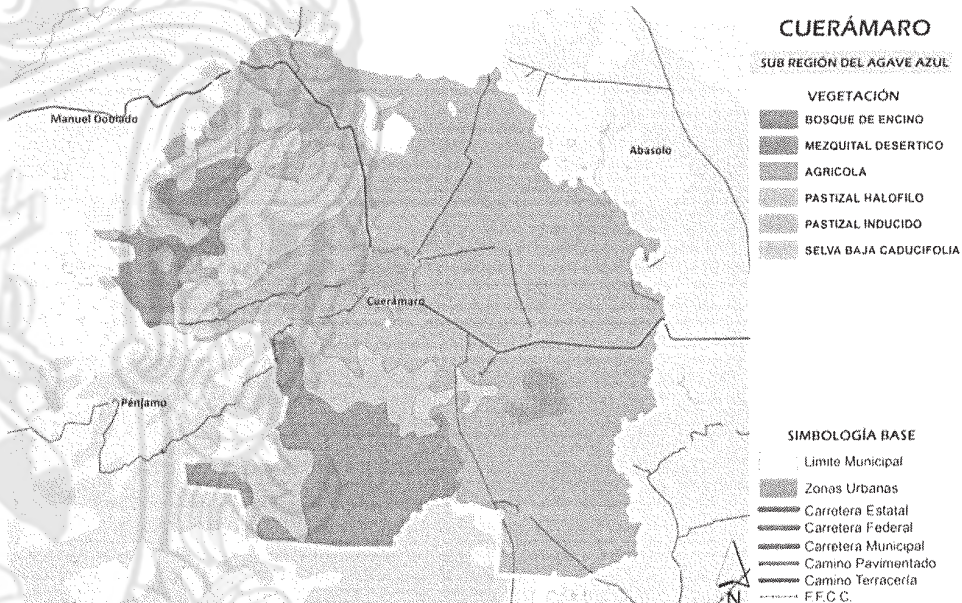 CUERÁMARO
SUB REGIÓN DEL AGAVE AZUL
VEGETACIÓN
BOSQUE DE ENCINO
MEZQUITAL DESERTICO
AGRICOLA
PASTIZAL HALOFILO
PASTIZAL INDUCIDO
SELVA BAJA CADUCIFOLIA
Manuel Doblado
Abasolo
Cuerámaro
Pénjamo
SIMBOLOGÍA BASE
Limite Municipal
Zonas Urbanas
Carretera Estatal
Carretera Federal
Carretera Municipal
Camino Pavimentado
Camino Terracería
F.F.C.C.
N